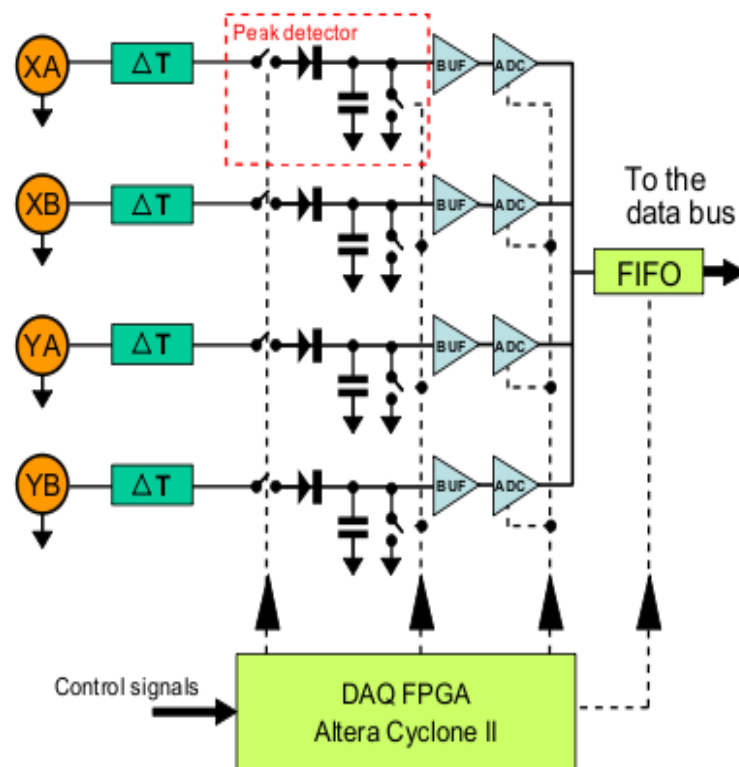 Peak detector
XA
ΔT
BUF
ADC
XB
ΔT
BUF
ADC
To the
data bus
FIFO
YA
ΔT
BUF
ADC
YB
ΔT
BUF
ADC
Control signals
DAQ FPGA
Altera Cyclone II